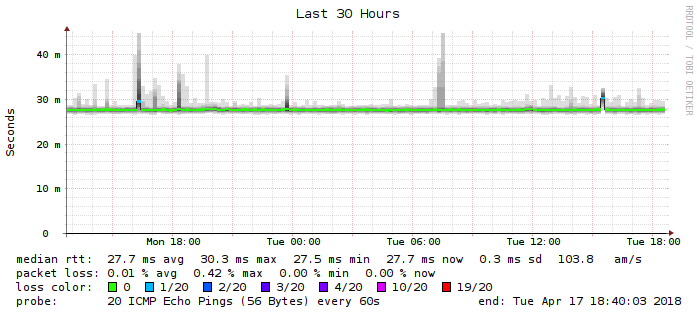 Last 30 Hours
RRDTOOL / TOBI OETIKER
Seconds
40 m
30 m
20 m
10 m
0
Mon 18:00 Tue 00:00 Tue 06:00 Tue 12:00 Tue 18:00
median rtt: 27.7 ms avg 30.3 ms max 27.5 ms min 27.7 ms now 0.3 ms sd 103.8 am/s
packet loss: 0.01 % avg 0.42 % max 0.00 % min 0.00 % now
loss color: 0 1/20 2/20 3/20 4/20 10/20 19/20
probe: 20 ICMP Echo Pings (56 Bytes) every 60s end: Tue Apr 17 18:40:03 2018